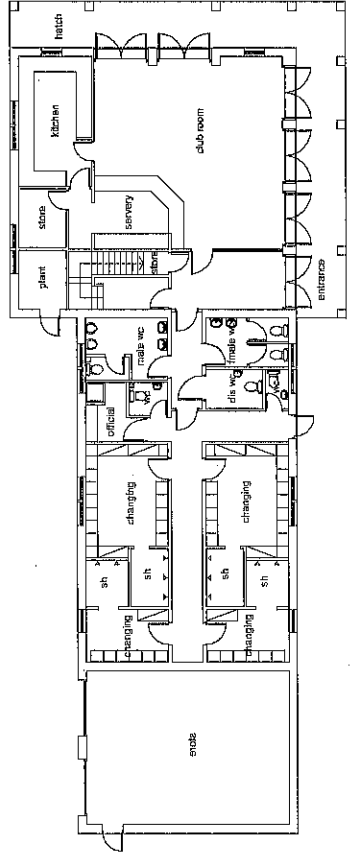 hatch
kitchen
club room
store
servery
plant
store
entrance
male wc
fmale wc
official
wc
dis wc
wc
changing
changing
sh
sh
sh
sh
changing
changing
store